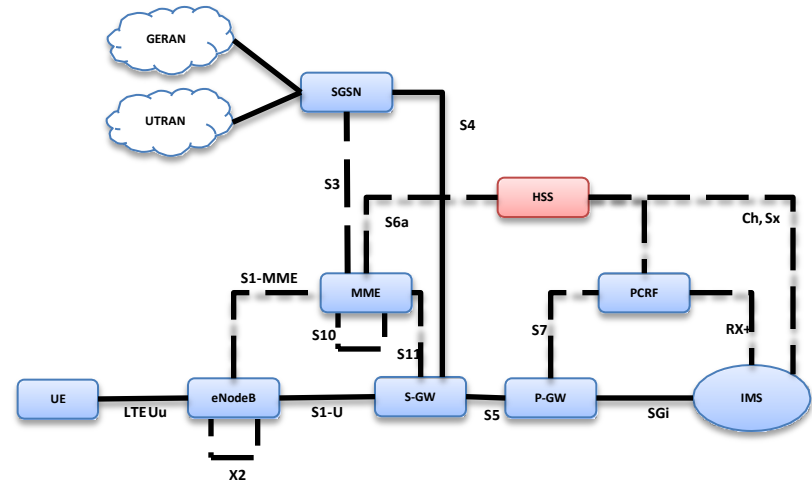 GERAN
SGSN
UTRAN
S4
S3
HSS
S6a
Ch, Sx
S1-MME
MME
PCRF
S10
S7
RX+
S11
UE
eNodeB
S-GW
P-GW
IMS
LTE Uu
S1-U
S5
SGi
X2